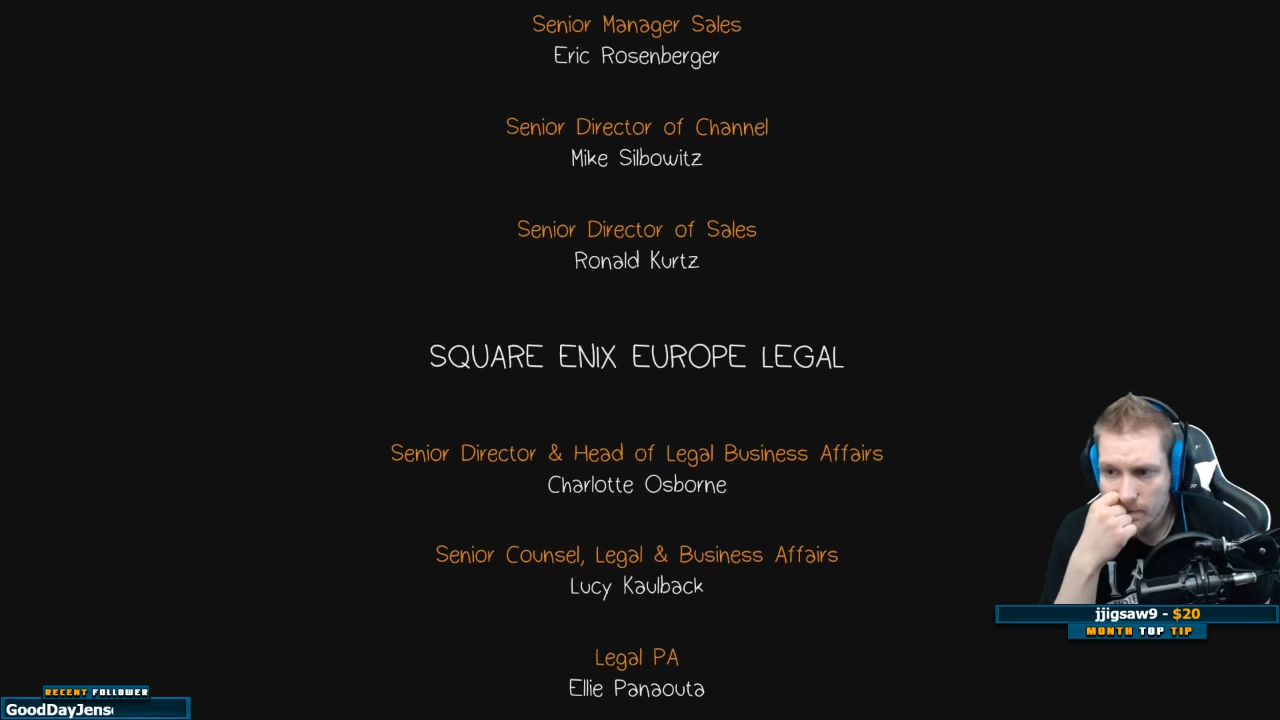 Senior Manager Sales
Eric Rosenberger
Senior Director of Channel
Mike Silbowitz
Senior Director of Sales
Ronald Kurtz
SQUARE ENIX EUROPE LEGAL
Senior Director & Head of Legal Business Affairs
Charlotte Osborne
Senior Counsel, Legal & Business Affairs
Lucy Kaulback
Legal PA
Ellie Panaouta
jjigsaw9 - $20
MONTH TOP TIP
RECENT FOLLOWER